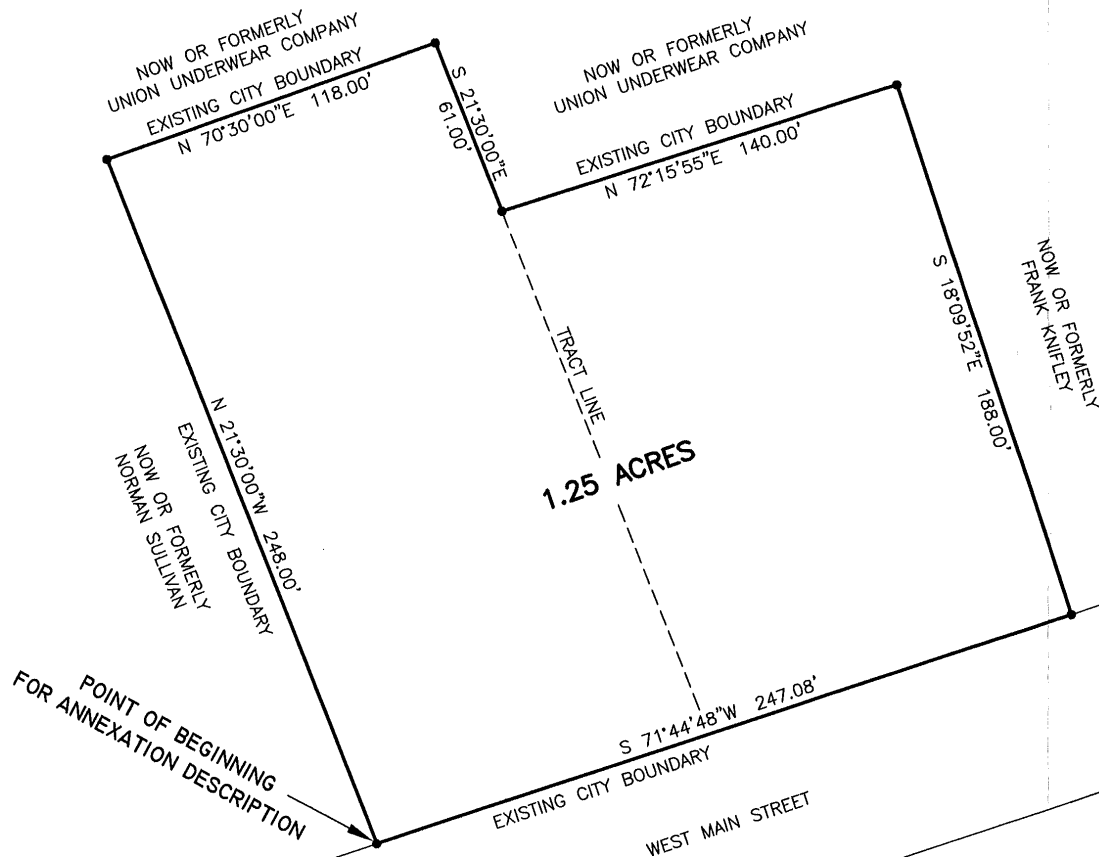 NOW OR FORMERLY
UNION UNDERWEAR COMPANY
EXISTING CITY BOUNDARY
N 70°30'00"E 118.00'
S 21°30'00"E
61.00'
NOW OR FORMERLY
UNION UNDERWEAR COMPANY
EXISTING CITY BOUNDARY
N 72°15'55"E 140.00'
S 18°09'52"E 188.00'
NOW OR FORMERLY
FRANK KNIFLEY
TRACT LINE
1.25 ACRES
N 21°30'00"W 248.00'
EXISTING CITY BOUNDARY
NOW OR FORMERLY
NORMAN SULLIVAN
POINT OF BEGINNING
FOR ANNEXATION DESCRIPTION
S 71°44'48"W 247.08'
EXISTING CITY BOUNDARY
WEST MAIN STREET